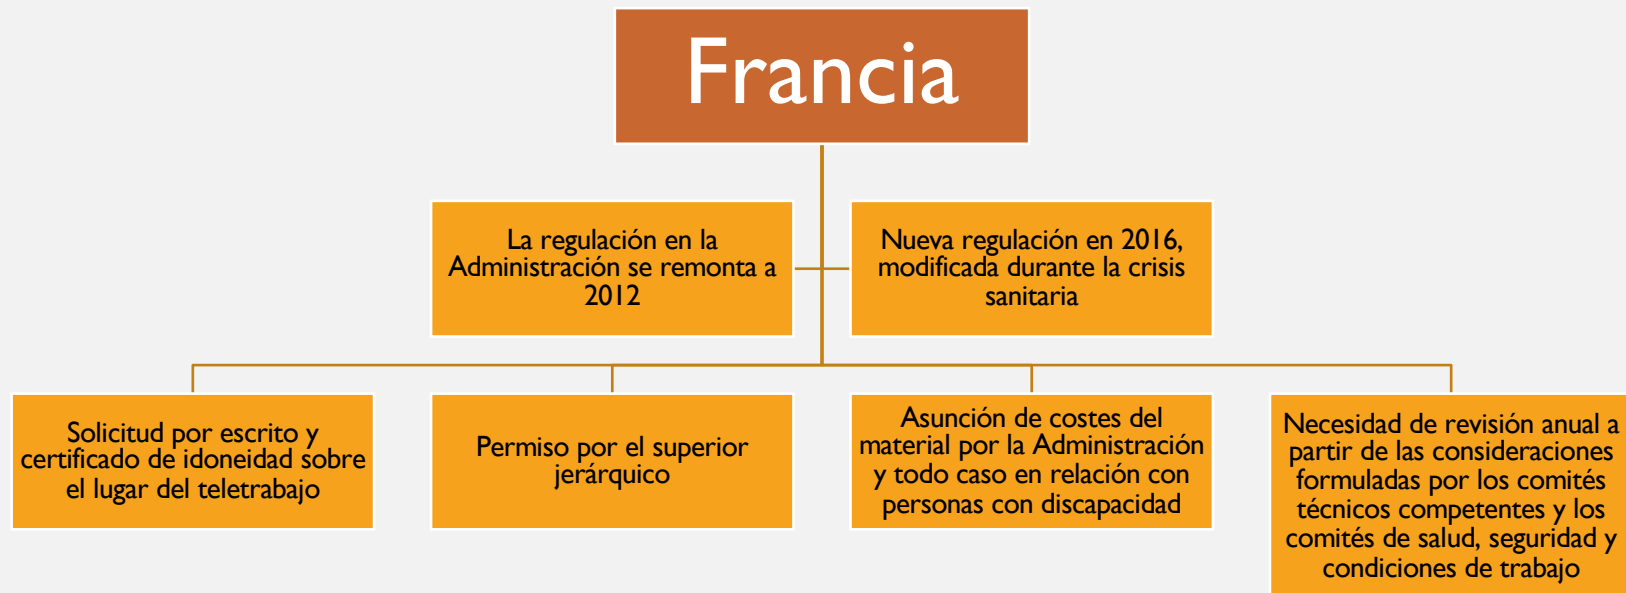 Francia
La regulación en la
Administración se remonta a
2012
Nueva regulación en 2016,
modificada durante la crisis
sanitaria
Solicitud por escrito y
certificado de idoneidad sobre
el lugar del teletrabajo
Permiso por el superior
jerárquico
Asunción de costes del
material por la Administración
y todo caso en relación con
personas con discapacidad
Necesidad de revisión anual a
partir de las consideraciones
formuladas por los comités
técnicos competentes y los
comités de salud, seguridad y
condiciones de trabajo